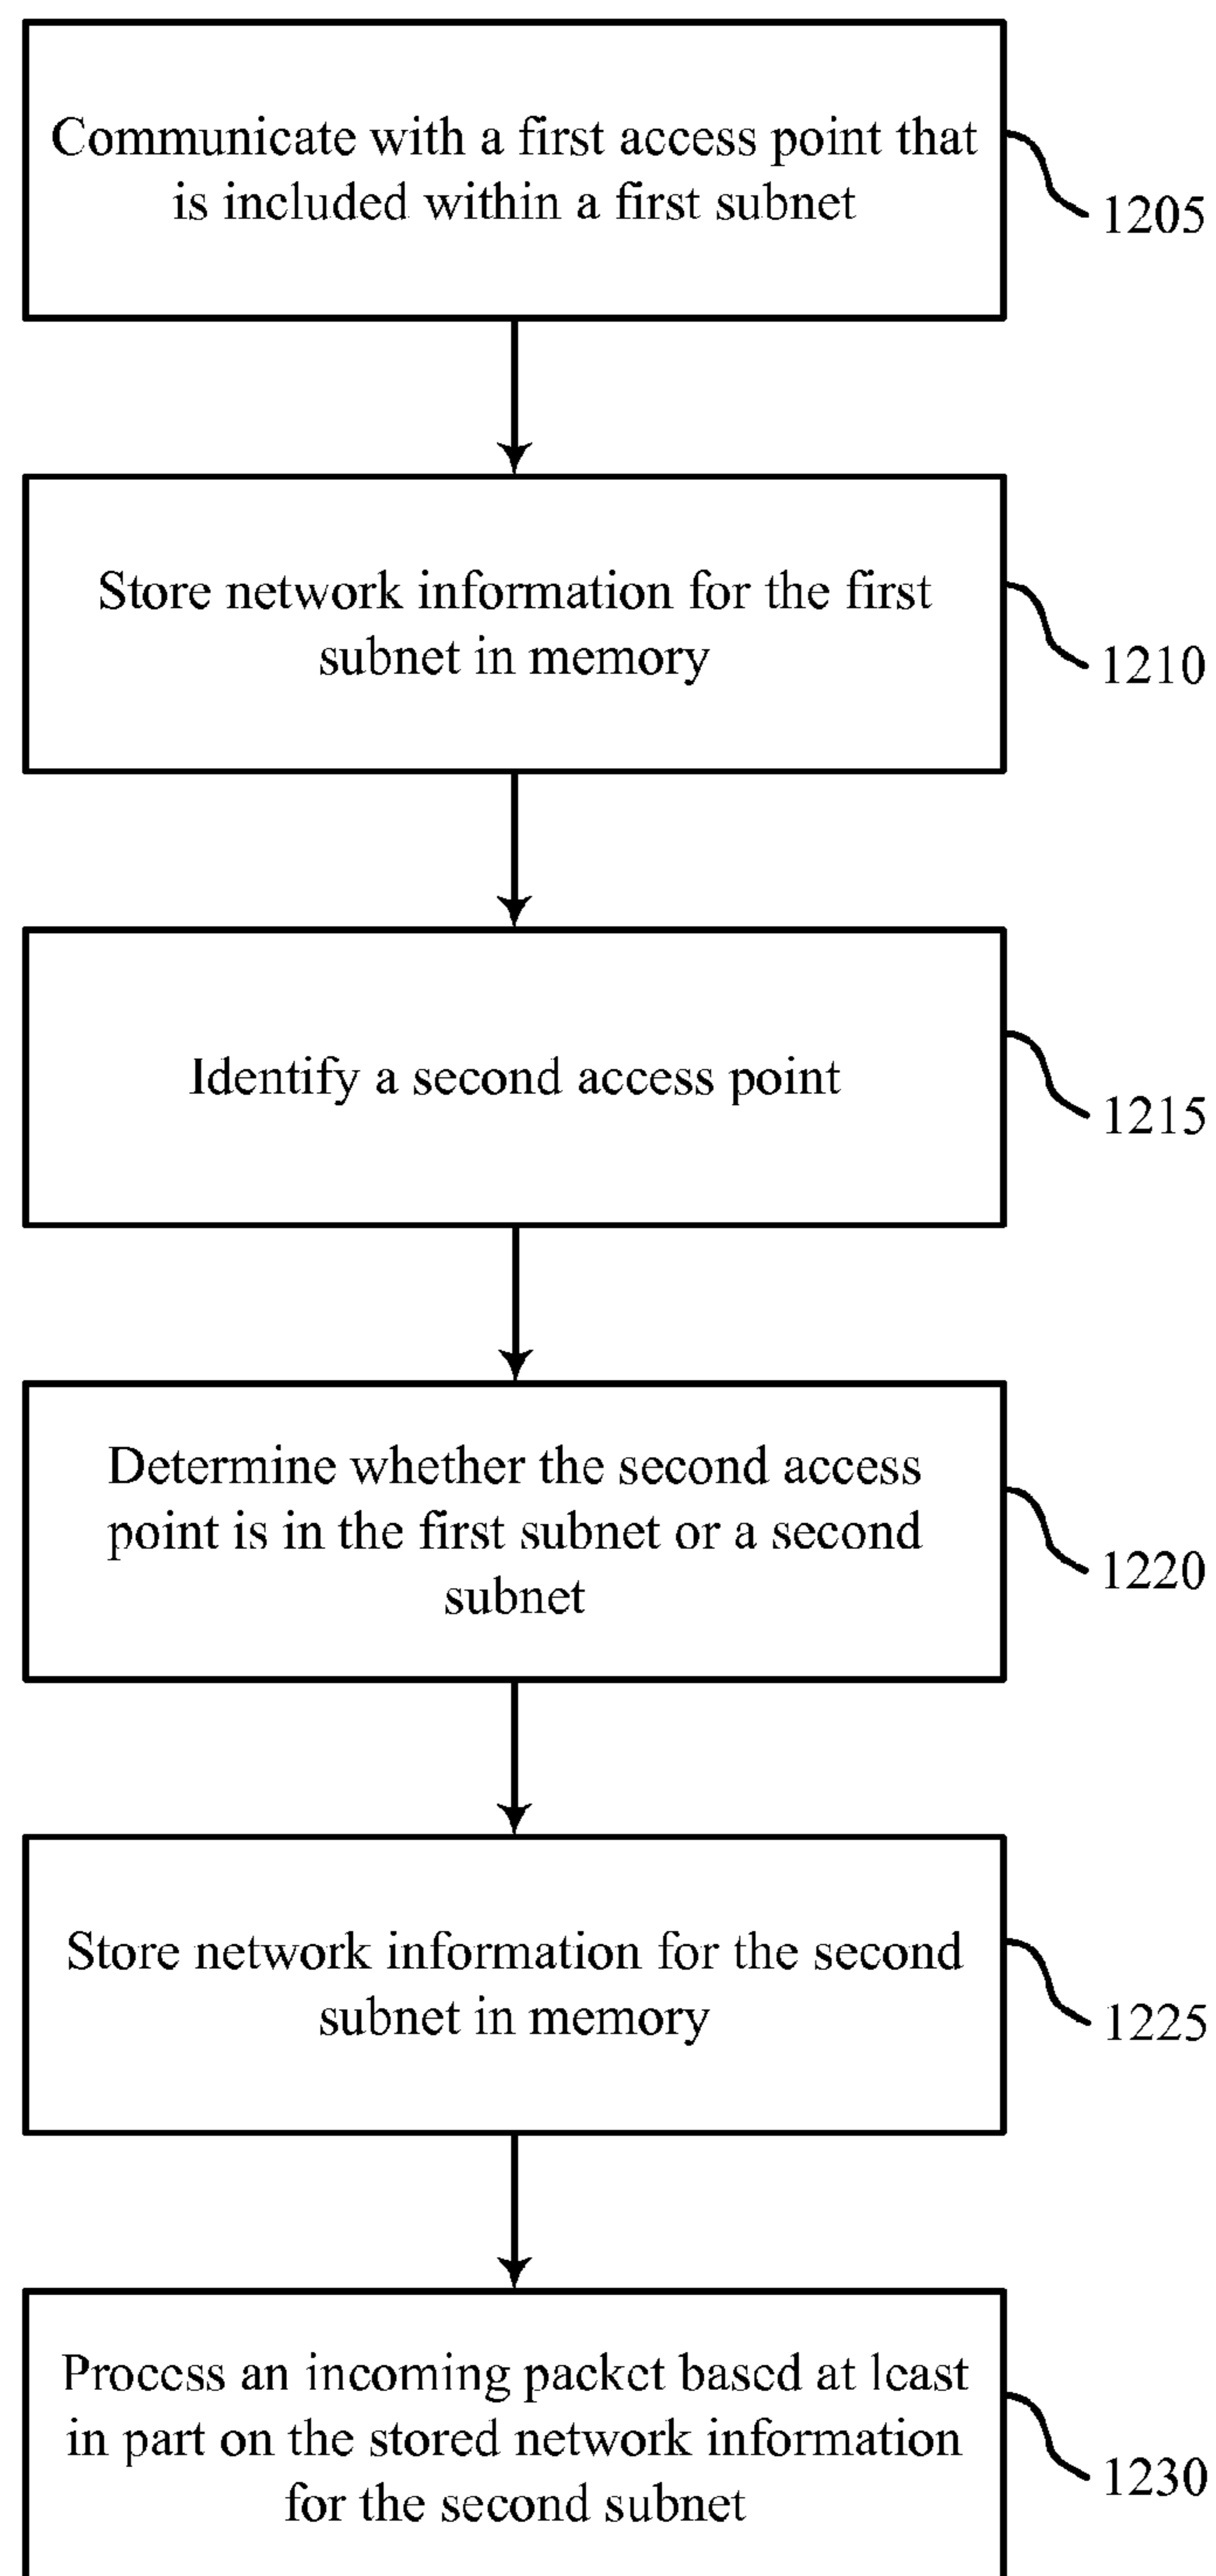 Communicate with a first access point that
is included within a first subnet
1205
Store network information for the first
subnet in memory
1210
Identify a second access point
1215
Determine whether the second access
point is in the first subnet or a second
subnet
1220
Store network information for the second
subnet in memory
1225
Process an incoming packet based at least
in part on the stored network information
for the second subnet
1230